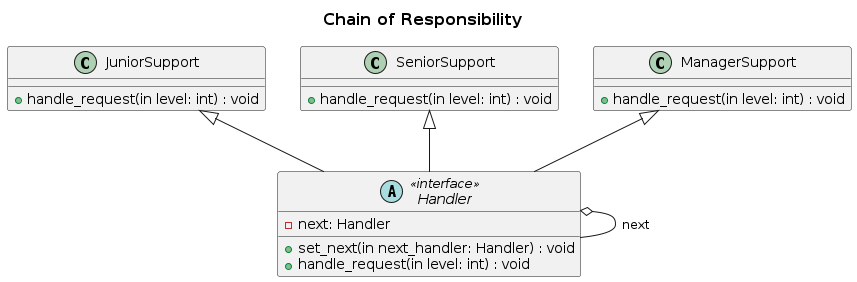 Chain of Responsibility
C JuniorSupport
handle_request(in level: int) : void
C SeniorSupport
handle_request(in level: int) : void
C ManagerSupport
handle_request(in level: int) : void
A «interface»
Handler
next: Handler
set_next(in next_handler: Handler) : void
handle_request(in level: int) : void
next